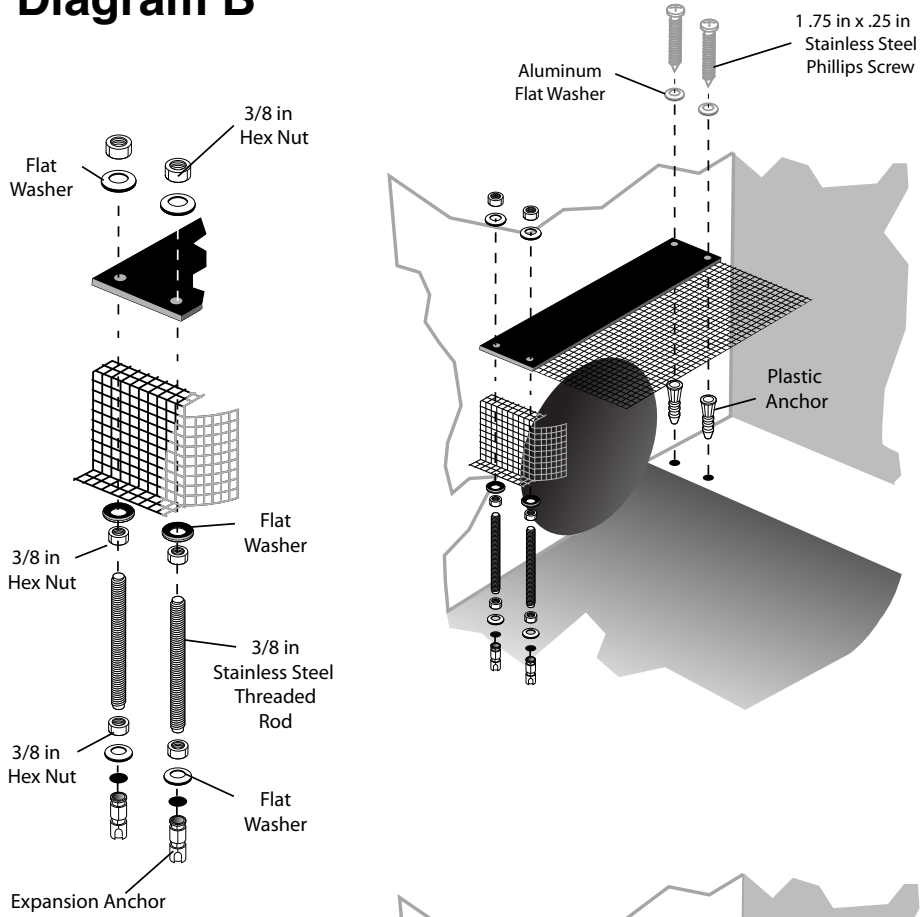 Diagram B
3/8 in
Hex Nut
Flat
Washer
3/8 in
Hex Nut
Flat
Washer
3/8 in
Stainless Steel
Threaded
Rod
3/8 in
Hex Nut
Flat
Washer
Expansion Anchor
1 .75 in x .25 in
Stainless Steel
Phillips Screw
Aluminum
Flat Washer
Plastic
Anchor